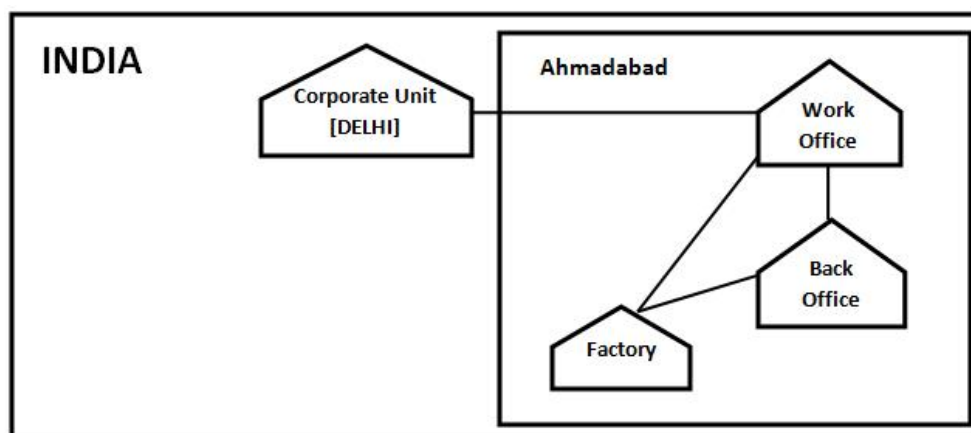 INDIA
Corporate Unit
[DELHI]
Ahmadabad
Work
Office
Back
Office
Factory